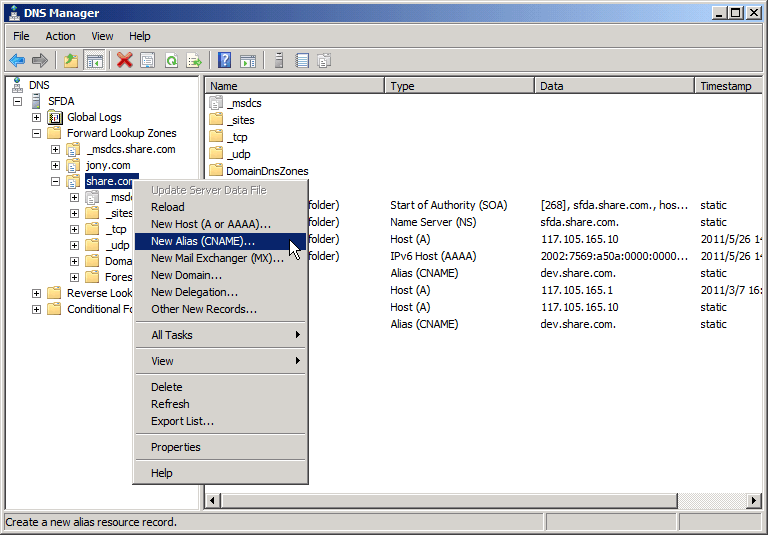 DNS Manager
File Action View Help
DNS
SFDA
Global Logs
Forward Lookup Zones
_msdcs.share.com
jony.com
share.com
_msdc
_sites
_tcp
_udp
Doma
Fores
Reverse Look
Conditional Fo
Name Type Data Timestamp
_msdcs
_sites
_tcp
_udp
DomainDnsZones
folder) Start of Authority (SOA) [268], sfda.share.com., hos... static
folder) Name Server (NS) sfda.share.com. static
folder) Host (A) 117.105.165.10 2011/5/26 14
folder) IPv6 Host (AAAA) 2002:7569:a50a:0000:0000... 2011/5/26 14
Alias (CNAME) dev.share.com. static
Host (A) 117.105.165.1 2011/3/7 16:
Host (A) 117.105.165.10 static
Alias (CNAME) dev.share.com. static
Update Server Data File
Reload
New Host (A or AAAA)...
New Alias (CNAME)...
New Mail Exchanger (MX)...
New Domain...
New Delegation...
Other New Records...
All Tasks
View
Delete
Refresh
Export List...
Properties
Help
Create a new alias resource record.